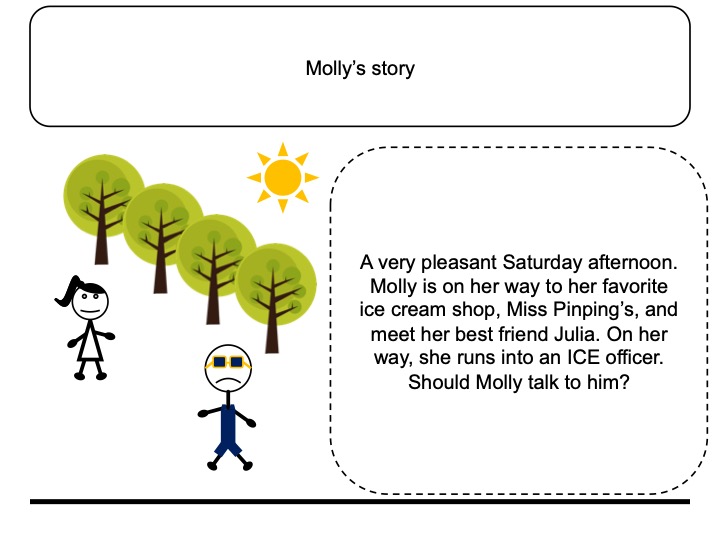 Molly’s story
A very pleasant Saturday afternoon.
Molly is on her way to her favorite
ice cream shop, Miss Pinping’s, and
meet her best friend Julia. On her
way, she runs into an ICE officer.
Should Molly talk to him?